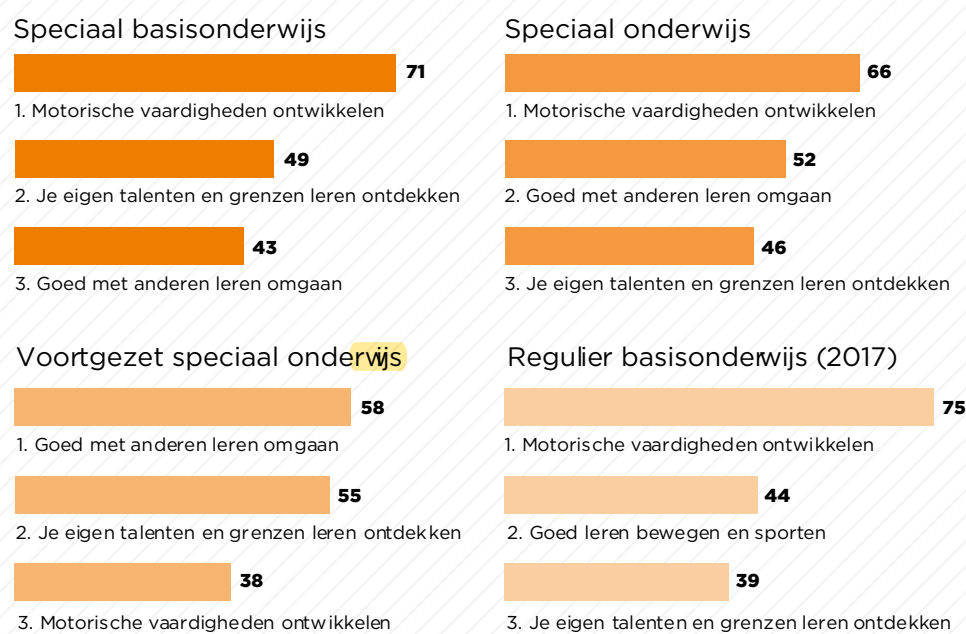 Speciaal basisonderwijs
71
1. Motorische vaardigheden ontwikkelen
49
2. Je eigen talenten en grenzen leren ontdekken
43
3. Goed met anderen leren omgaan
Speciaal onderwijs
66
1. Motorische vaardigheden ontwikkelen
52
2. Goed met anderen leren omgaan
46
3. Je eigen talenten en grenzen leren ontdekken
Voortgezet speciaal onderwijs
58
1. Goed met anderen leren omgaan
55
2. Je eigen talenten en grenzen leren ontdekken
38
3. Motorische vaardigheden ontwikkelen
Regulier basisonderwijs (2017)
75
1. Motorische vaardigheden ontwikkelen
44
2. Goed leren bewegen en sporten
39
3. Je eigen talenten en grenzen leren ontdekken